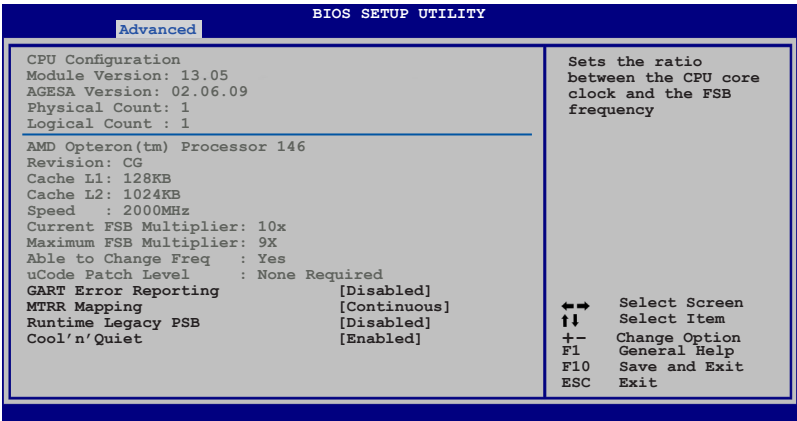 BIOS SETUP UTILITY
Advanced
CPU Configuration
Module Version: 13.05
AGESA Version: 02.06.09
Physical Count: 1
Logical Count : 1
AMD Opteron(tm) Processor 146
Revision: CG
Cache L1: 128KB
Cache L2: 1024KB
Speed : 2000MHz
Current FSB Multiplier: 10x
Maximum FSB Multiplier: 9X
Able to Change Freq : Yes
uCode Patch Level : None Required
GART Error Reporting [Disabled]
MTRR Mapping [Continuous]
Runtime Legacy PSB [Disabled]
Cool'n'Quiet [Enabled]
Sets the ratio
between the CPU core
clock and the FSB
frequency
←→ Select Screen
↑↓ Select Item
+- Change Option
F1 General Help
F10 Save and Exit
ESC Exit